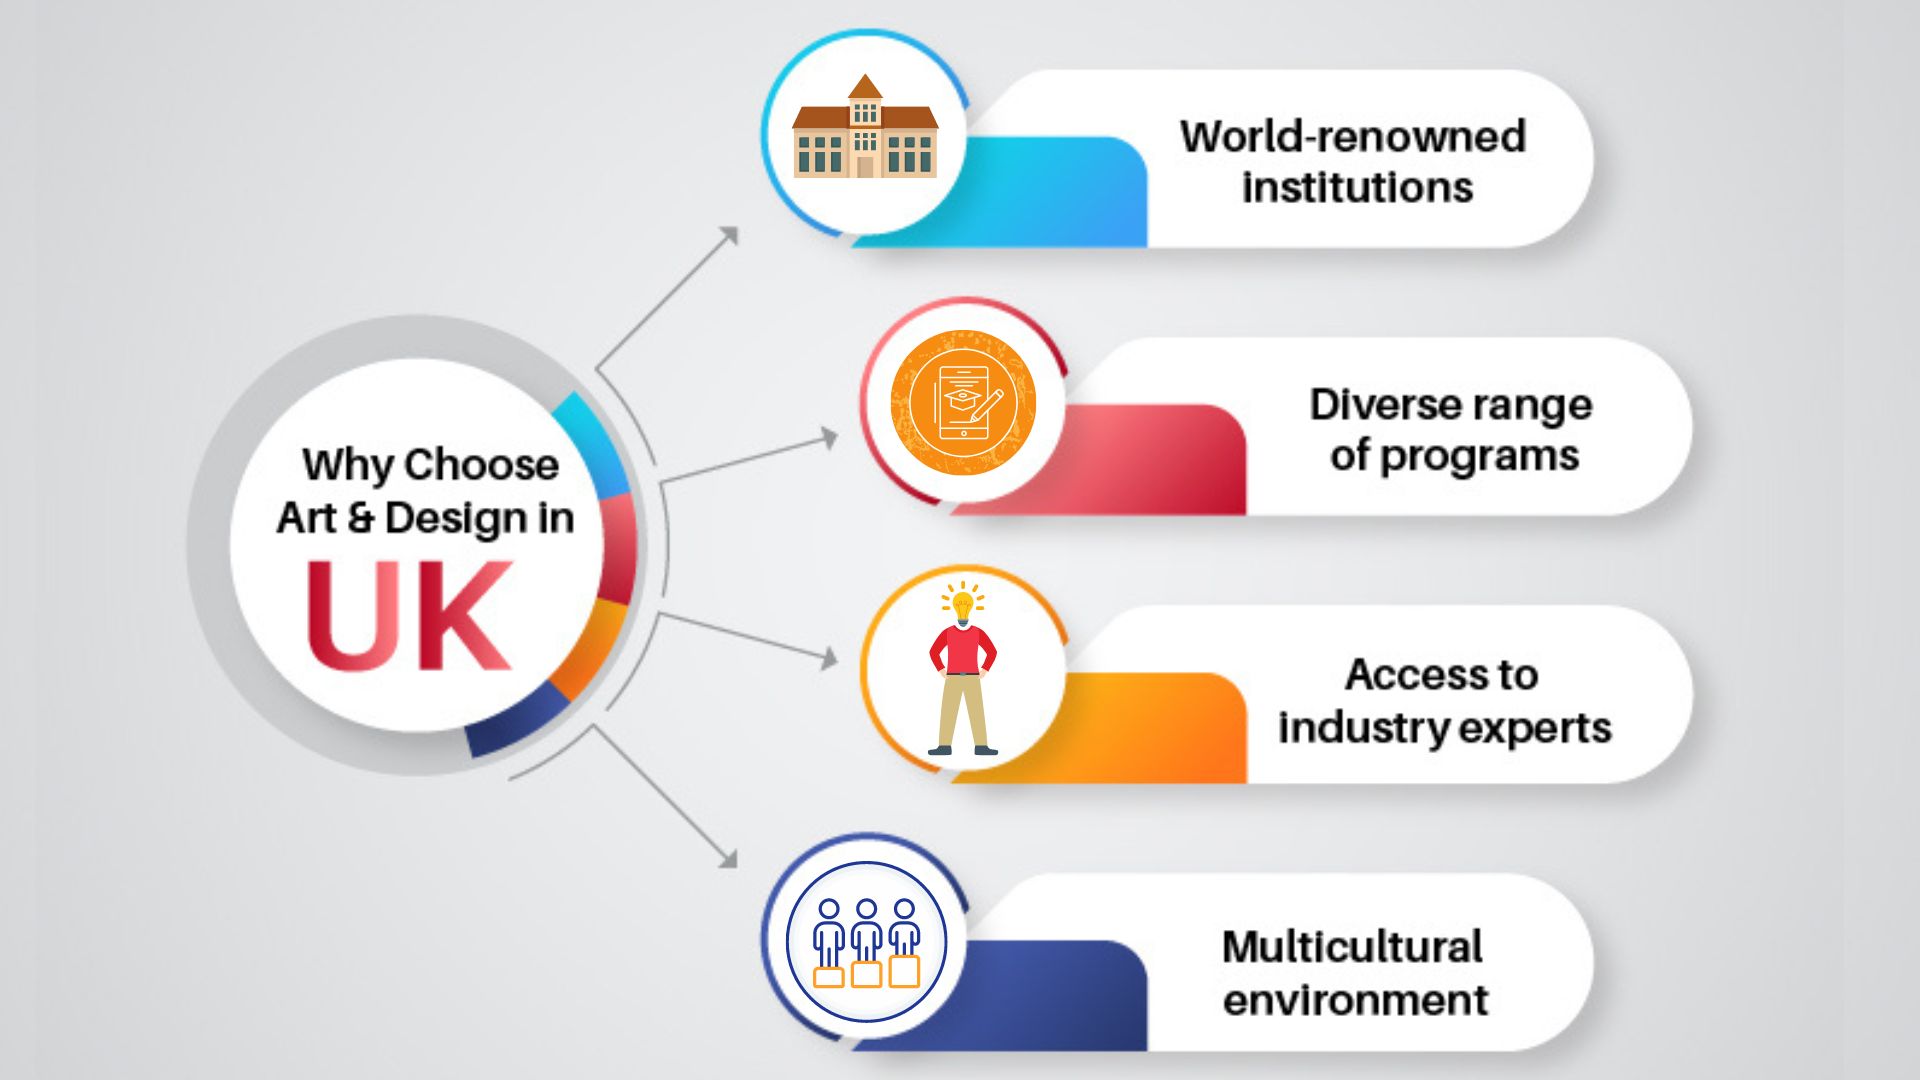 Why Choose
Art & Design in
UK
World-renowned
institutions
Diverse range
of programs
Access to
industry experts
Multicultural
environment